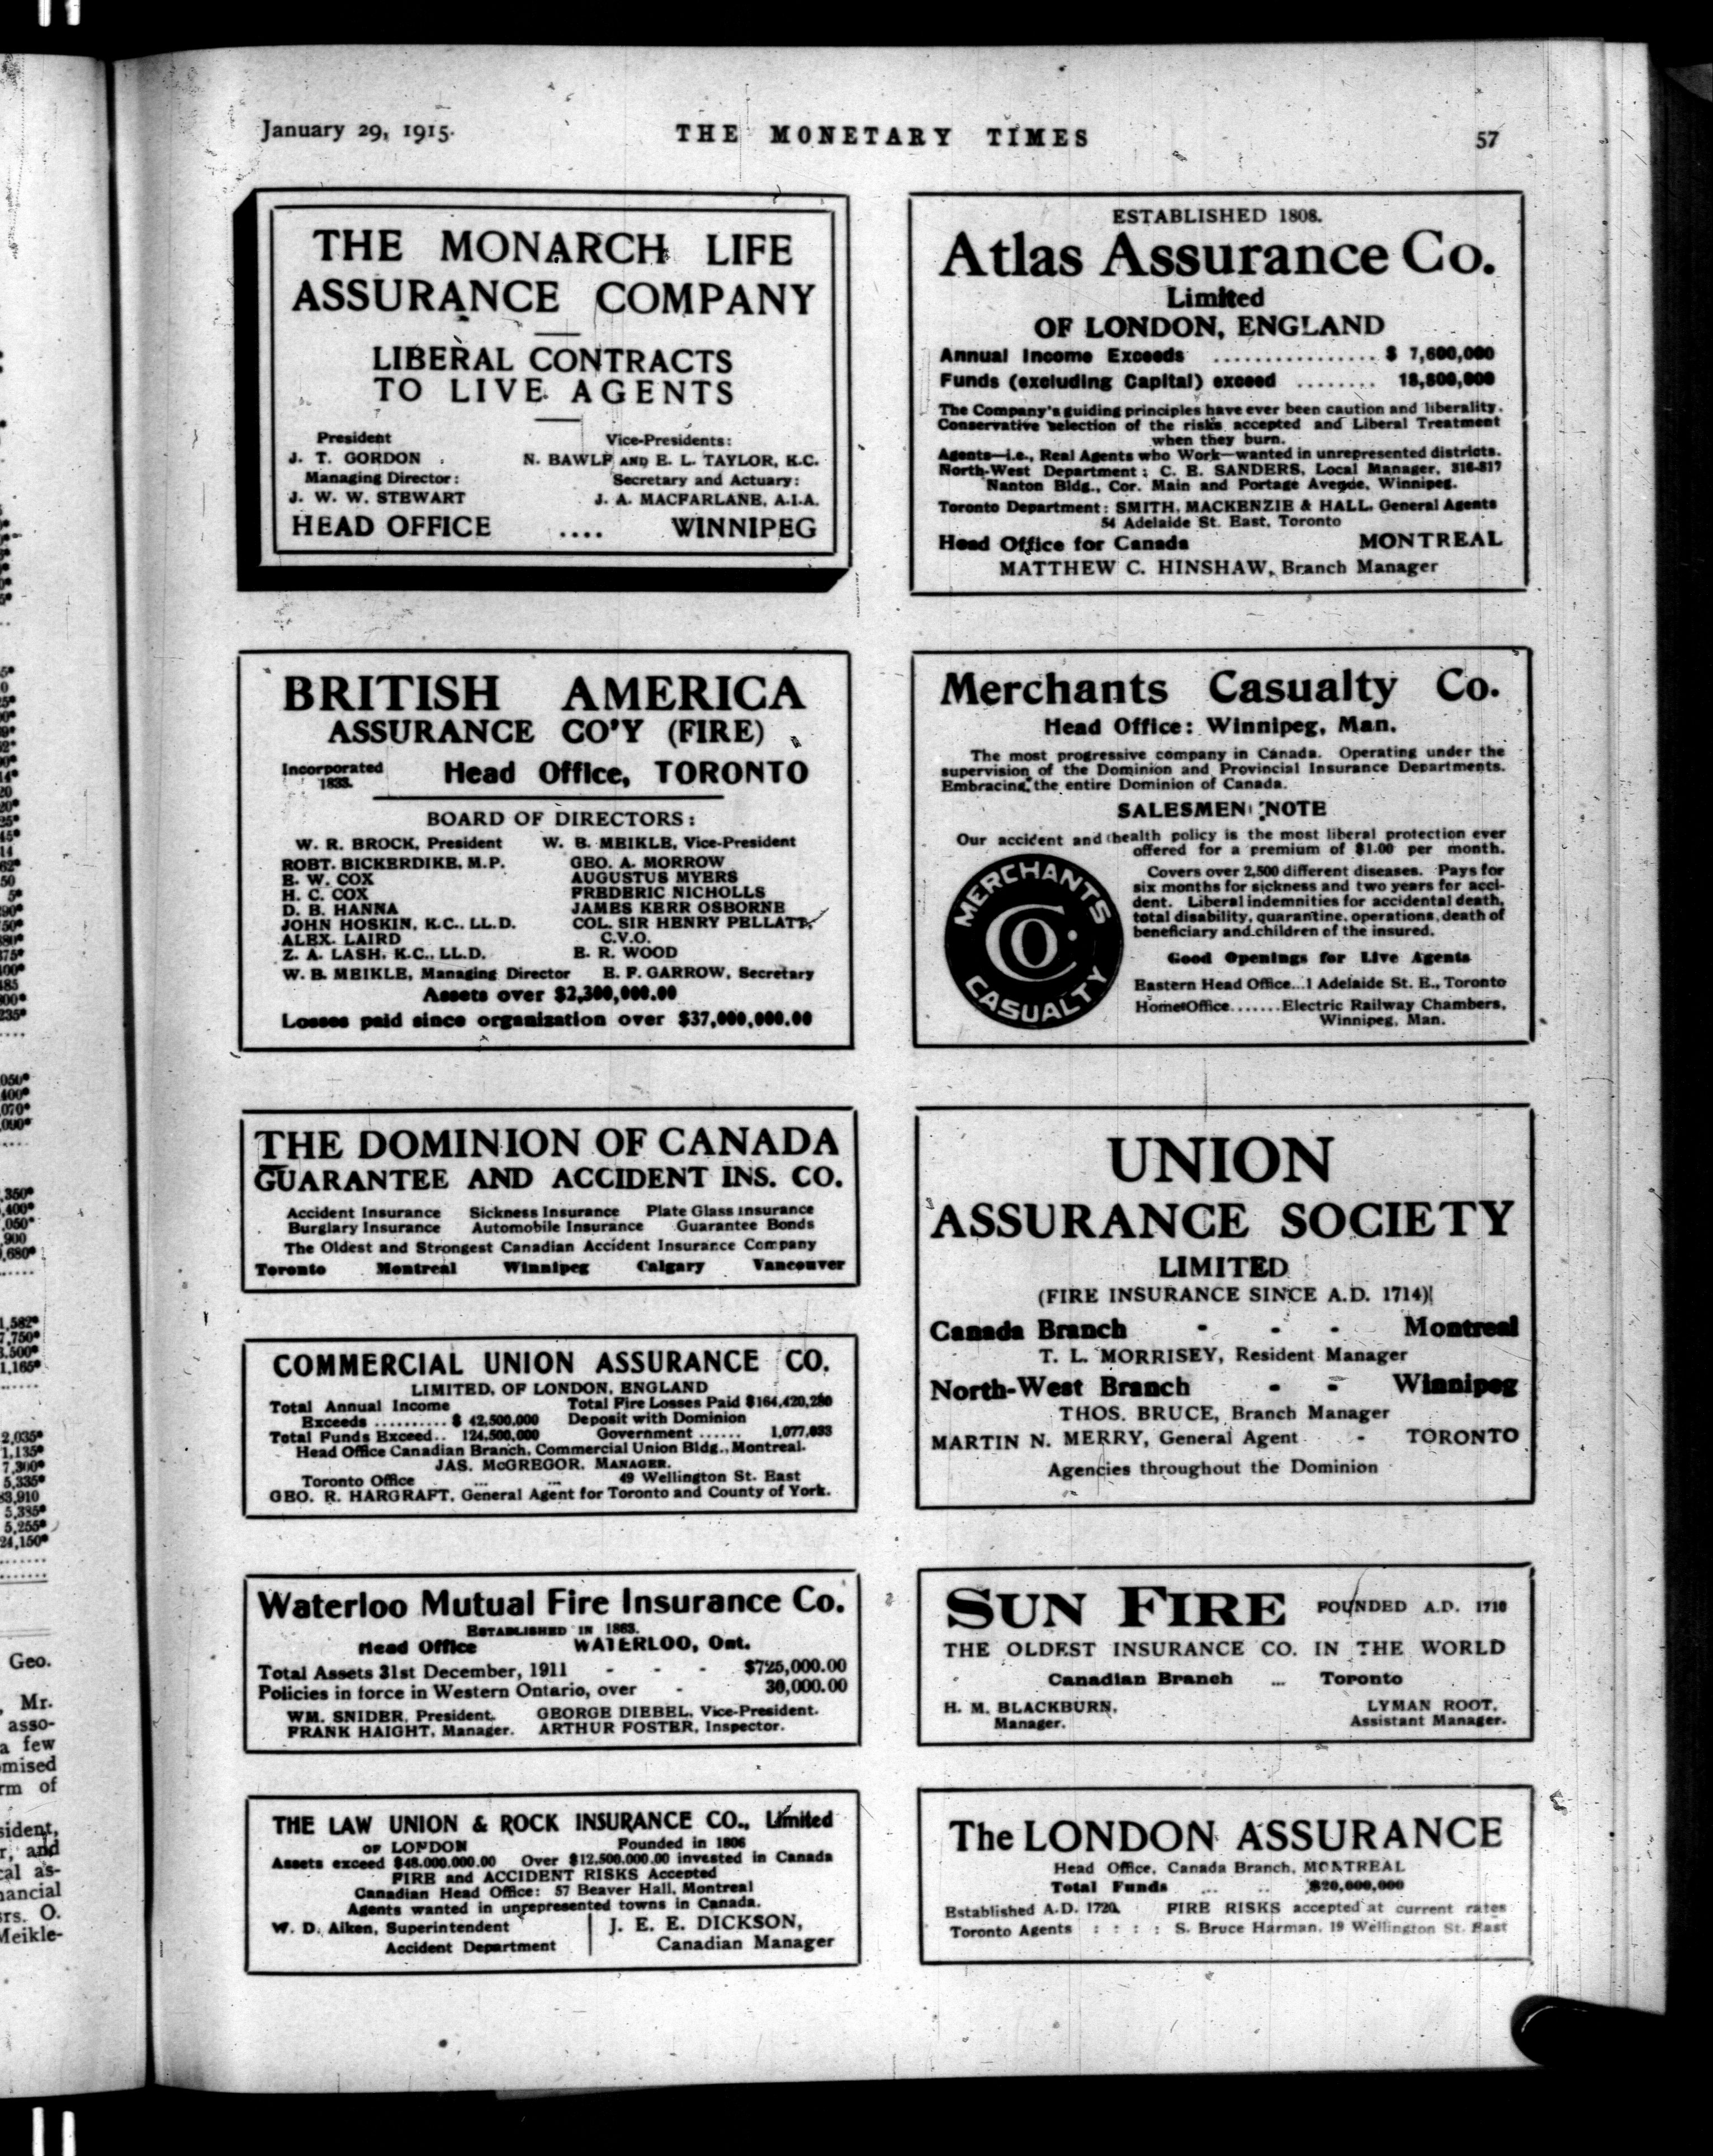 January 29, 1915.
THE MONETARY TIMES
57
THE MONARCH LIFE
ASSURANCE COMPANY
LIBERAL CONTRACTS
TO LIVE AGENTS
President
Vice-Presidents:
J. T. GORDON
N. BAWLF AND E. L. TAYLOR, K.C.
Managing Director:
Secretary and Actuary:
J. W. W. STEWART
J. A. MACFARLANE, A.I.A.
HEAD OFFICE .... WINNIPEG
BRITISH AMERICA
ASSURANCE CO'Y (FIRE)
Incorporated
1833.
Head Office, TORONTO
BOARD OF DIRECTORS:
W. R. BROCK, President W. B. MEIKLE, Vice-President
ROBT. BICKERDIKE, M.P. GEO. A. MORROW
E. W. COX AUGUSTUS MYERS
H. C. COX FREDERIC NICHOLLS
D. B. HANNA JAMES KERR OSBORNE
JOHN HOSKIN, K.C., LL.D. COL. SIR HENRY PELLATT,
ALEX. LAIRD C.V.O.
Z. A. LASH, K.C., LL.D. E. R. WOOD
W. B. MEIKLE, Managing Director E. F. GARROW, Secretary
Assets over $2,300,000.00
Losses paid since organization over $37,000,000.00
THE DOMINION OF CANADA
GUARANTEE AND ACCIDENT INS. CO.
Accident Insurance Sickness Insurance Plate Glass Insurance
Burglary Insurance Automobile Insurance Guarantee Bonds
The Oldest and Strongest Canadian Accident Insurance Company
Toronto Montreal Winnipeg Calgary Vancouver
COMMERCIAL UNION ASSURANCE CO.
LIMITED, OF LONDON, ENGLAND
Total Annual Income Total Fire Losses Paid $164,420,280
Exceeds .......... $ 42,500,000 Deposit with Dominion
Total Funds Exceed.. 124,500,000 Government ...... 1,077,033
Head Office Canadian Branch, Commercial Union Bldg., Montreal.
JAS. McGREGOR, MANAGER.
Toronto Office ... ... 49 Wellington St. East
GEO. R. HARGRAFT, General Agent for Toronto and County of York.
Waterloo Mutual Fire Insurance Co.
ESTABLISHED IN 1863.
Head Office WATERLOO, Ont.
Total Assets 31st December, 1911 - - - $725,000.00
Policies in force in Western Ontario, over - 30,000.00
WM. SNIDER, President. GEORGE DIEBEL, Vice-President.
FRANK HAIGHT, Manager. ARTHUR FOSTER, Inspector.
THE LAW UNION & ROCK INSURANCE CO., Limited
OF LONDON Founded in 1806
Assets exceed $48,000,000.00 Over $12,500,000.00 invested in Canada
FIRE and ACCIDENT RISKS Accepted
Canadian Head Office: 57 Beaver Hall, Montreal
Agents wanted in unrepresented towns in Canada.
W. D. Aiken, Superintendent
Accident Department
J. E. E. DICKSON,
Canadian Manager
ESTABLISHED 1808.
Atlas Assurance Co.
Limited
OF LONDON, ENGLAND
Annual Income Exceeds ............... $ 7,600,000
Funds (excluding Capital) exceed ........ 18,800,000
The Company's guiding principles have ever been caution and liberality.
Conservative selection of the risks accepted and Liberal Treatment
when they burn.
Agents—i.e., Real Agents who Work—wanted in unrepresented districts.
North-West Department: C. E. SANDERS, Local Manager, 316-317
Nanton Bldg., Cor. Main and Portage Avenue, Winnipeg.
Toronto Department: SMITH, MACKENZIE & HALL, General Agents
54 Adelaide St. East, Toronto
Head Office for Canada MONTREAL
MATTHEW C. HINSHAW, Branch Manager
Merchants Casualty Co.
Head Office: Winnipeg, Man.
The most progressive company in Canada. Operating under the
supervision of the Dominion and Provincial Insurance Departments.
Embracing the entire Dominion of Canada.
SALESMEN NOTE
Our accident and health policy is the most liberal protection ever
offered for a premium of $1.00 per month.
MERCHANTS
Co.
CASUALTY
Covers over 2,500 different diseases. Pays for
six months for sickness and two years for acci-
dent. Liberal indemnities for accidental death,
total disability, quarantine, operations, death of
beneficiary and children of the insured.
Good Openings for Live Agents
Eastern Head Office...1 Adelaide St. E., Toronto
Home Office.......Electric Railway Chambers,
Winnipeg, Man.
UNION
ASSURANCE SOCIETY
LIMITED
(FIRE INSURANCE SINCE A.D. 1714)
Canada Branch - - - Montreal
T. L. MORRISEY, Resident Manager
North-West Branch - - Winnipeg
THOS. BRUCE, Branch Manager
MARTIN N. MERRY, General Agent - TORONTO
Agencies throughout the Dominion
SUN FIRE FOUNDED A.D. 1710
THE OLDEST INSURANCE CO. IN THE WORLD
Canadian Branch ... Toronto
H. M. BLACKBURN,
Manager.
LYMAN ROOT,
Assistant Manager.
The LONDON ASSURANCE
Head Office, Canada Branch, MONTREAL
Total Funds .. .. $20,000,000
Established A.D. 1720. FIRE RISKS accepted at current rates
Toronto Agents : : : : S. Bruce Harman, 19 Wellington St. East